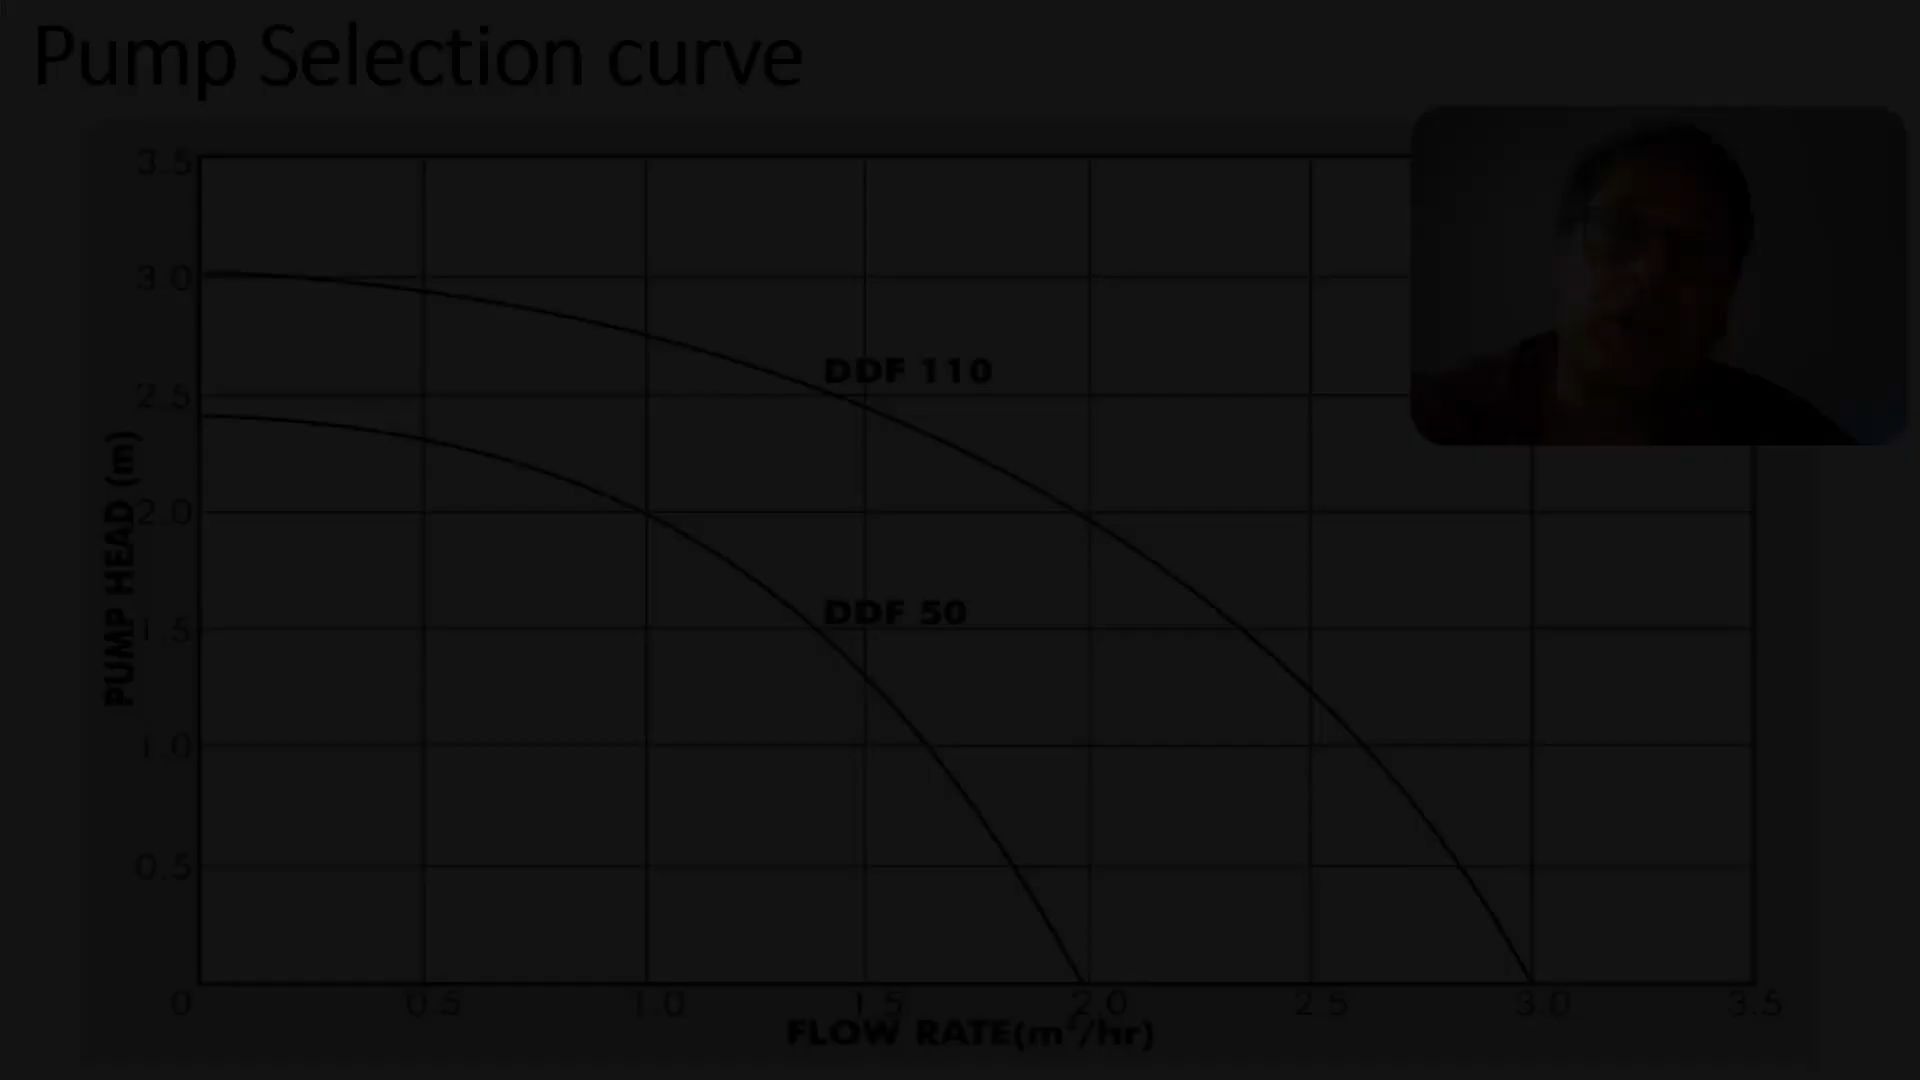 Pump Selection curve
3.5
3.0
DDF 110
2.5
PUMP HEAD (m)
2.0
DDF 50
1.5
1.0
0.5
0 0.5 1.0 1.5 2.0 2.5 3.0 3.5
FLOW RATE(m³/hr)